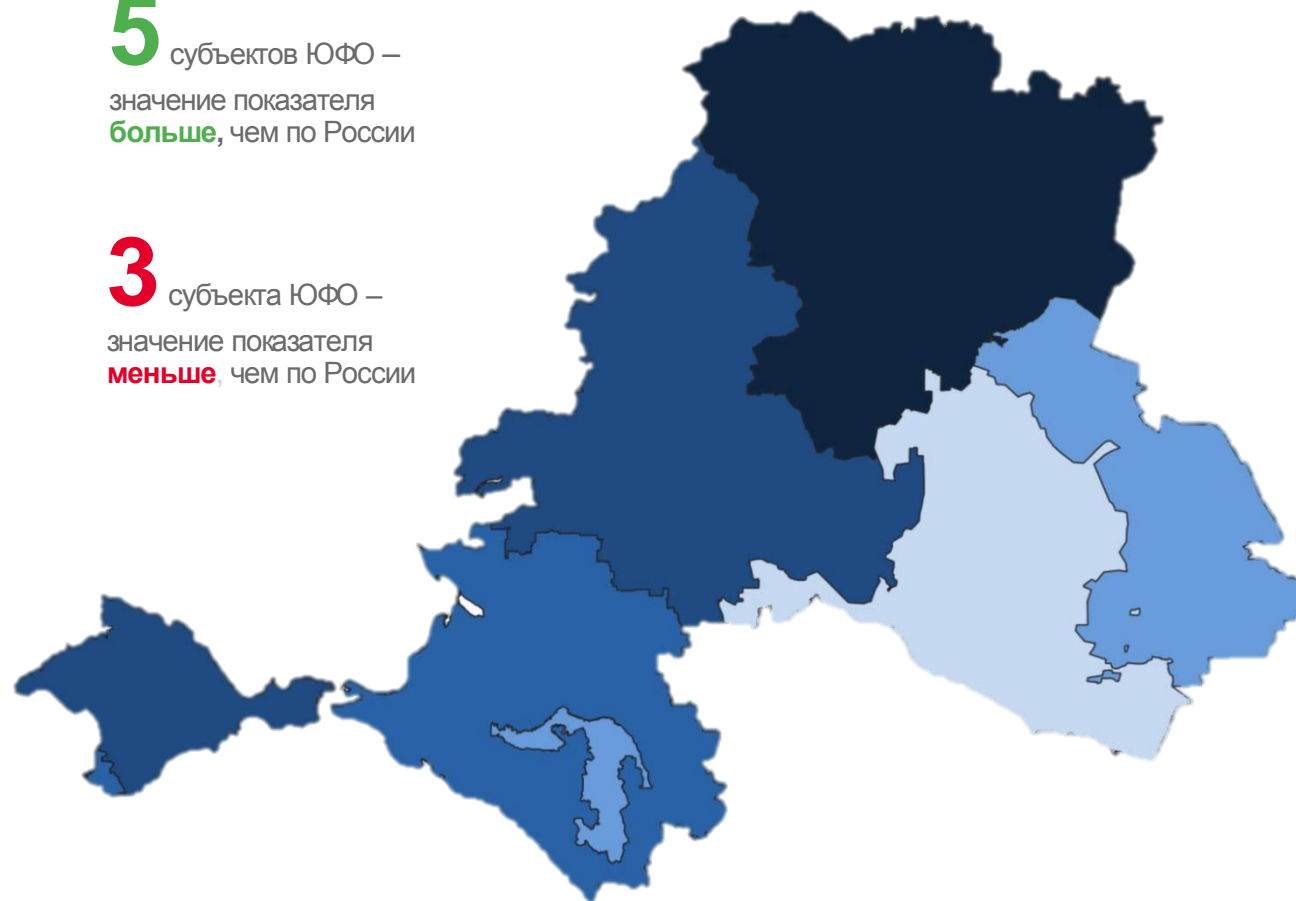 5 субъектов ЮФО –
значение показателя
больше, чем по России
3 субъекта ЮФО –
значение показателя
меньше, чем по России